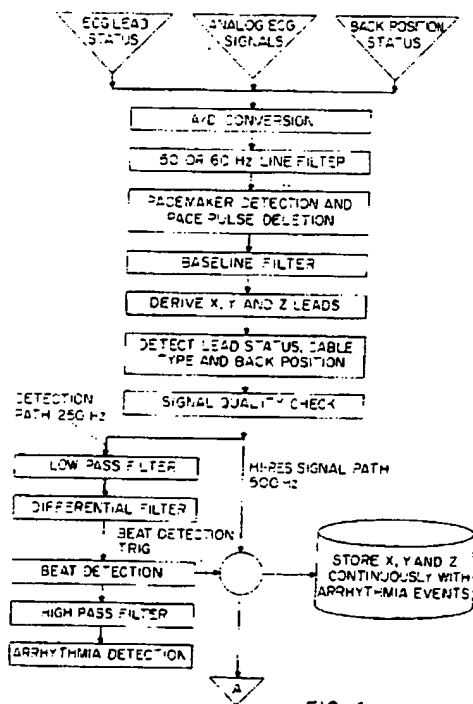 ECG LEAD
STATUS
ANALOG ECG
SIGNALS
BACK POSITION
STATUS
A/D CONVERSION
50 OR 60 Hz LINE FILTER
PACEMAKER DETECTION AND
PACE PULSE DELETION
BASELINE FILTER
DERIVE X, Y AND Z LEADS
DETECT LEAD STATUS, CABLE
TYPE AND BACK POSITION
SIGNAL QUALITY CHECK
DETECTION
PATH 250 Hz
LOW PASS FILTER
HI-RES SIGNAL PATH
500 Hz
DIFFERENTIAL FILTER
BEAT DETECTION
TRIG
BEAT DETECTION
STORE X, Y AND Z
CONTINUOUSLY WITH
ARRHYTHMIA EVENTS
HIGH PASS FILTER
ARRHYTHMIA DETECTION
A